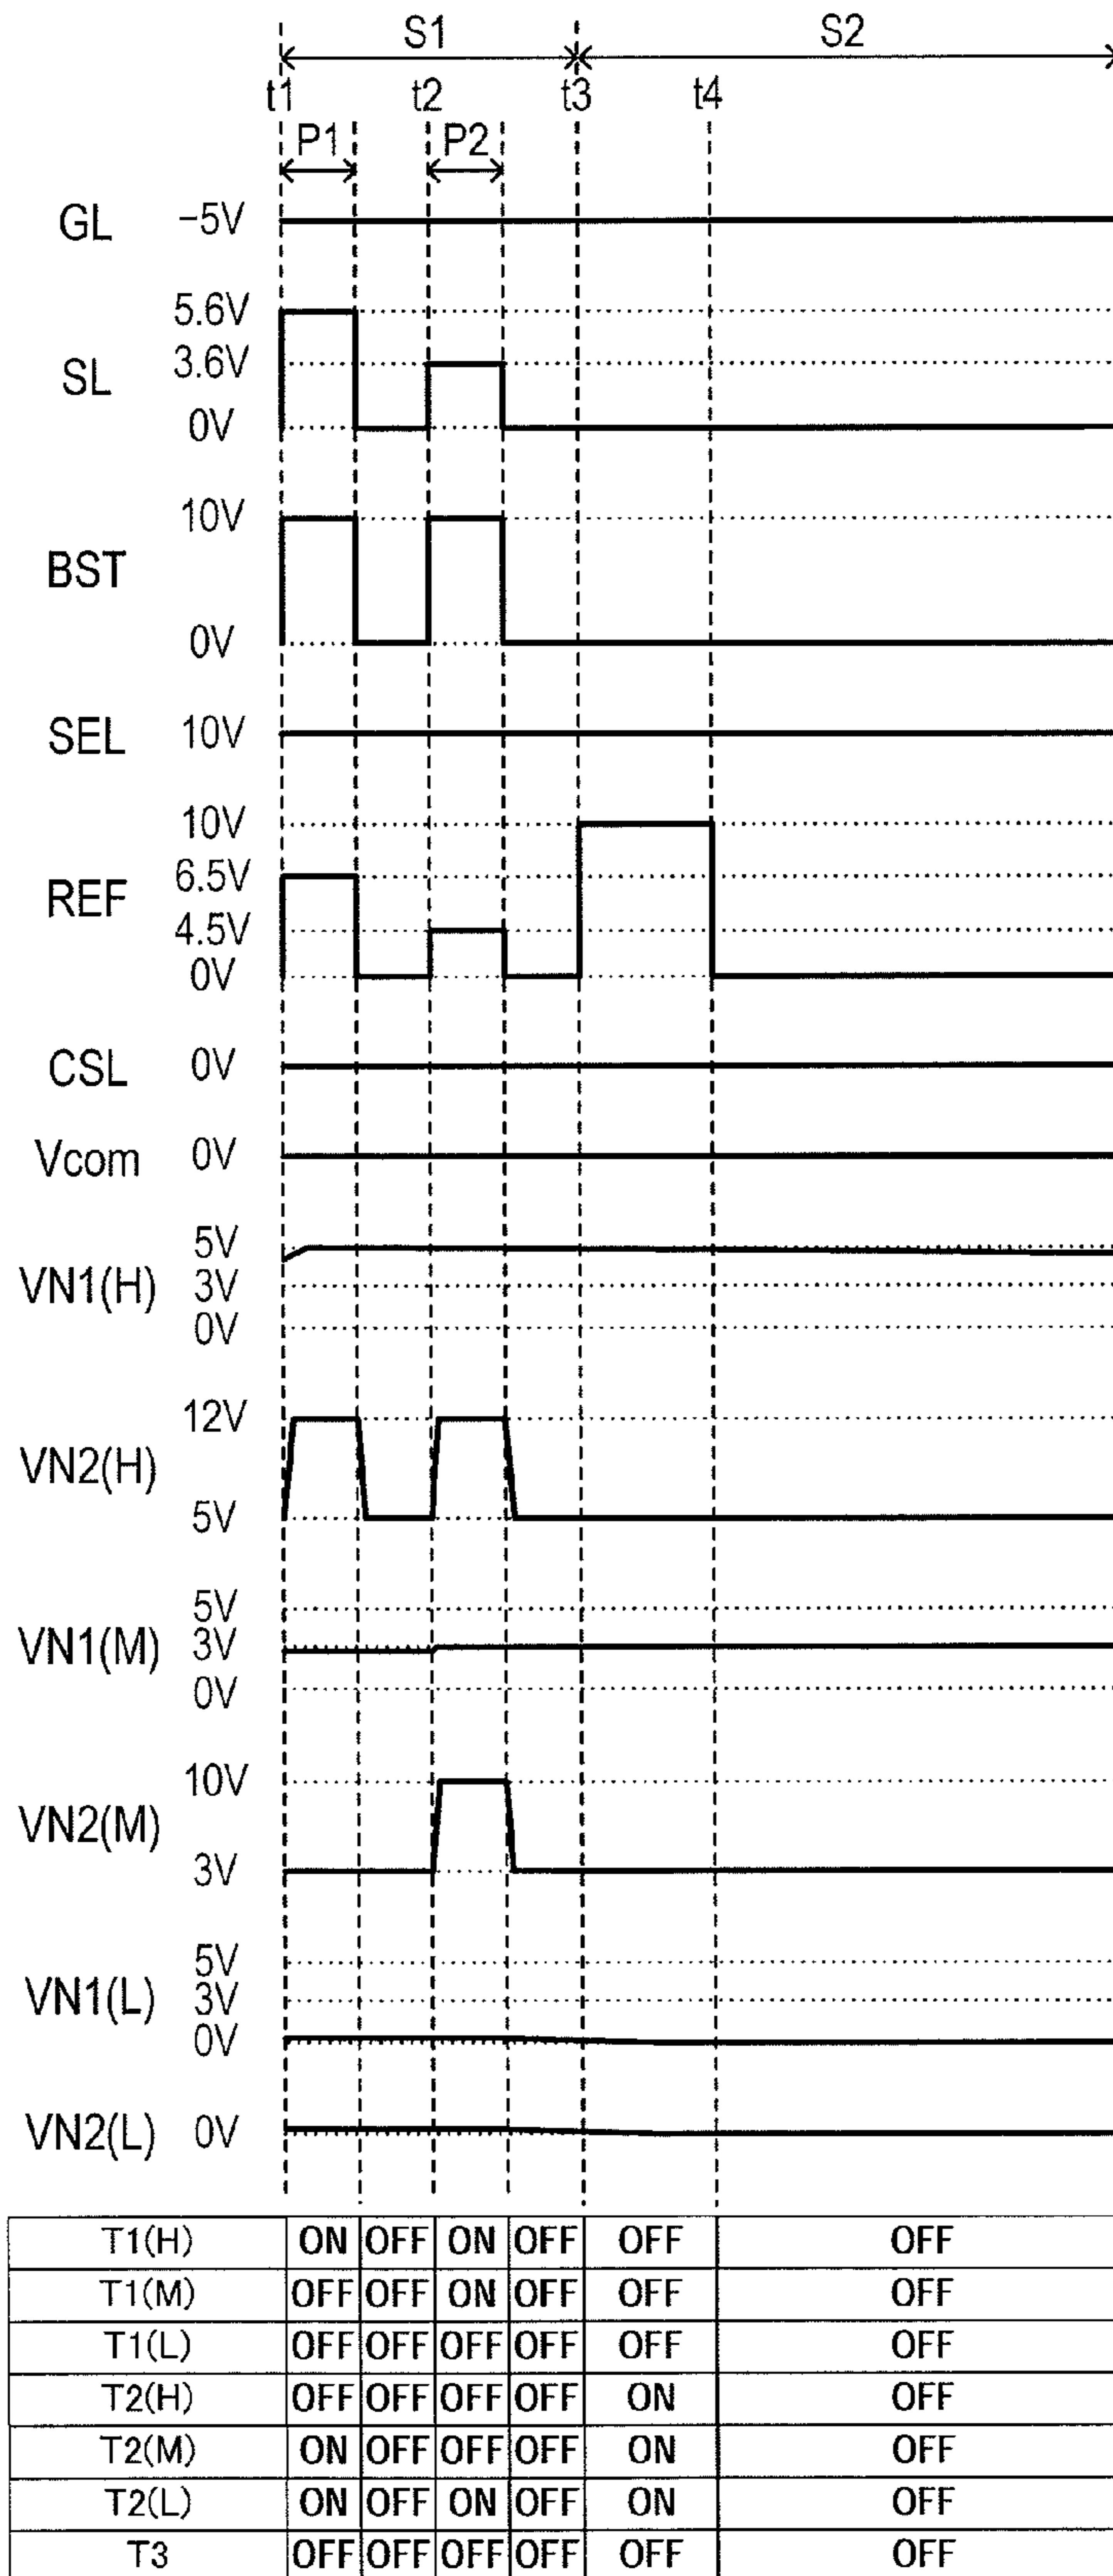 S1 S2
t1 t2 t3 t4
P1 P2
GL -5V
5.6V
SL 3.6V
0V
10V
BST
0V
SEL 10V
10V
REF 6.5V
4.5V
0V
CSL 0V
Vcom 0V
5V
VN1(H) 3V
0V
12V
VN2(H)
5V
5V
VN1(M) 3V
0V
10V
VN2(M)
3V
5V
VN1(L) 3V
0V
VN2(L) 0V
T1(H) ON OFF ON OFF OFF OFF
T1(M) OFF OFF ON OFF OFF OFF
T1(L) OFF OFF OFF OFF OFF OFF
T2(H) OFF OFF OFF OFF ON OFF
T2(M) ON OFF OFF OFF ON OFF
T2(L) ON OFF ON OFF ON OFF
T3 OFF OFF OFF OFF OFF OFF